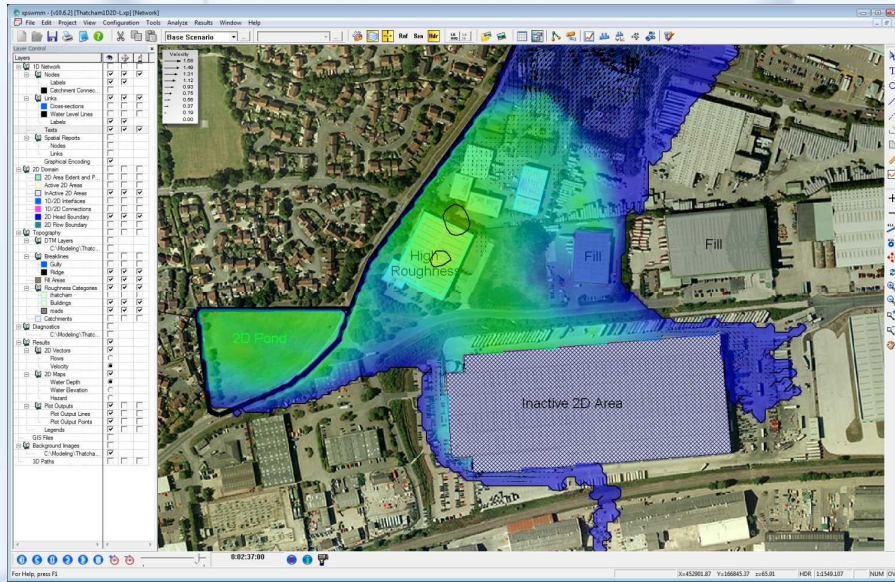 xpswmm - [v10.6.2] [Thatcham1D2D-L.xp] [Network]
File Edit Project View Configuration Tools Analyze Results Window Help
Base Scenario
Layer Control
Layers
1D Network
Nodes
Labels
Catchment Connec...
Links
Cross-sections
Water Level Lines
Labels
Texts
Spatial Reports
Nodes
Links
Graphical Encoding
2D Domain
2D Area Extent and P...
Active 2D Areas
InActive 2D Areas
1D/2D Interfaces
1D/2D Connections
2D Head Boundary
2D Flow Boundary
Topography
DTM Layers
C:\Modeling\Thatc...
Breaklines
Gully
Ridge
Fill Areas
Roughness Categories
thatcham
Buildings
roads
Catchments
Diagnostics
C:\Modeling\Thatc...
Results
2D Vectors
Flows
Velocity
2D Maps
Water Depth
Water Elevation
Hazard
Plot Outputs
Plot Output Lines
Plot Output Points
Legends
GIS Files
Background Images
C:\Modeling\Thatcha...
3D Paths
Velocity
1.68
1.49
1.31
1.12
0.93
0.75
0.56
0.37
0.19
0.00
High
Roughness
Fill
Fill
2D Pond
Inactive 2D Area
0:02:37:00
For Help, press F1
X=452901.87 Y=166845.37 z=65.91 HDR 1:1549.107 NUM